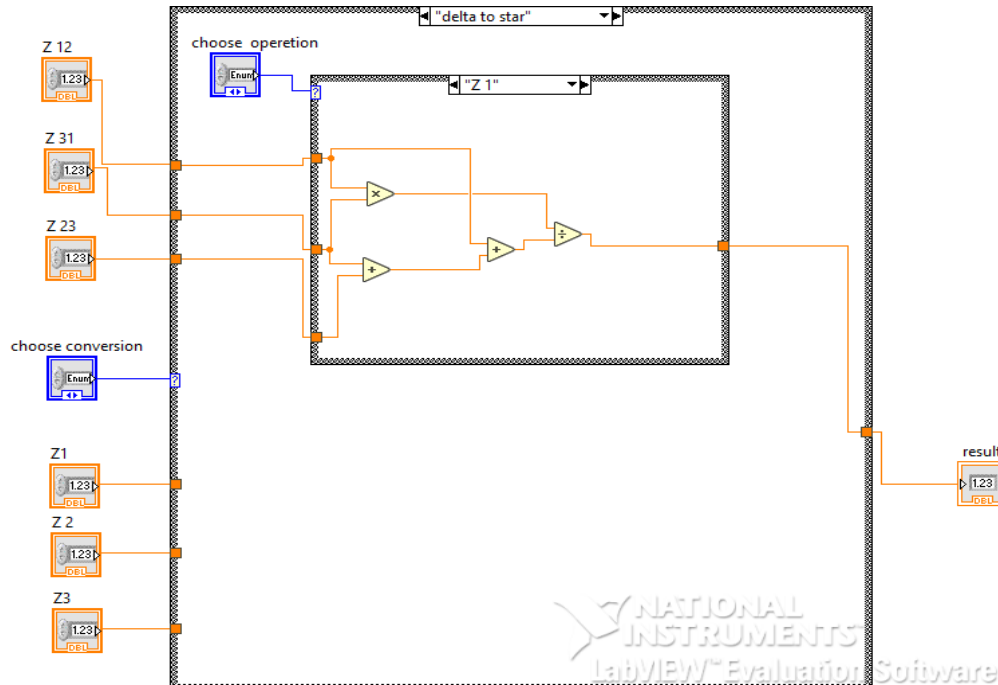 "delta to star"
choose operetion
Enum
?
"Z 1"
Z 12
1.23
DBL
Z 31
1.23
DBL
Z 23
1.23
DBL
×
+
+
÷
choose conversion
Enum
?
Z1
1.23
DBL
Z 2
1.23
DBL
Z3
1.23
DBL
result
1.23
DBL
NATIONAL
INSTRUMENTS™
LabVIEW™ Evaluation Software